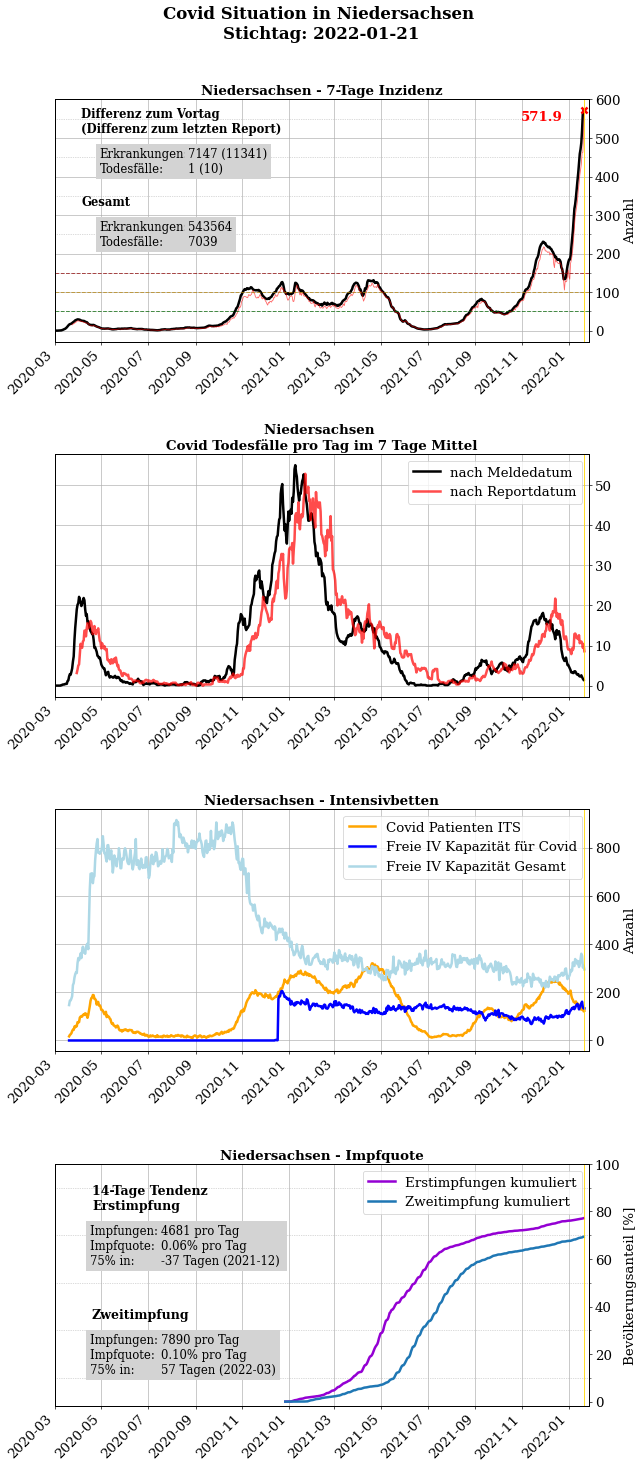 Covid Situation in Niedersachsen
Stichtag: 2022-01-21
Niedersachsen - 7-Tage Inzidenz
Differenz zum Vortag
(Differenz zum letzten Report)
Erkrankungen 7147 (11341)
Todesfälle: 1 (10)
Gesamt
Erkrankungen 543564
Todesfälle: 7039
571.9
600
500
400
300
200
100
0
Anzahl
2020-03
2020-05
2020-07
2020-09
2020-11
2021-01
2021-03
2021-05
2021-07
2021-09
2021-11
2022-01
Niedersachsen
Covid Todesfälle pro Tag im 7 Tage Mittel
nach Meldedatum
nach Reportdatum
50
40
30
20
10
0
2020-03
2020-05
2020-07
2020-09
2020-11
2021-01
2021-03
2021-05
2021-07
2021-09
2021-11
2022-01
Niedersachsen - Intensivbetten
Covid Patienten ITS
Freie IV Kapazität für Covid
Freie IV Kapazität Gesamt
800
600
400
200
0
Anzahl
2020-03
2020-05
2020-07
2020-09
2020-11
2021-01
2021-03
2021-05
2021-07
2021-09
2021-11
2022-01
Niedersachsen - Impfquote
14-Tage Tendenz
Erstimpfung
Impfungen: 4681 pro Tag
Impfquote: 0.06% pro Tag
75% in: -37 Tagen (2021-12)
Zweitimpfung
Impfungen: 7890 pro Tag
Impfquote: 0.10% pro Tag
75% in: 57 Tagen (2022-03)
Erstimpfungen kumuliert
Zweitimpfung kumuliert
100
80
60
40
20
0
Bevölkerungsanteil [%]
2020-03
2020-05
2020-07
2020-09
2020-11
2021-01
2021-03
2021-05
2021-07
2021-09
2021-11
2022-01